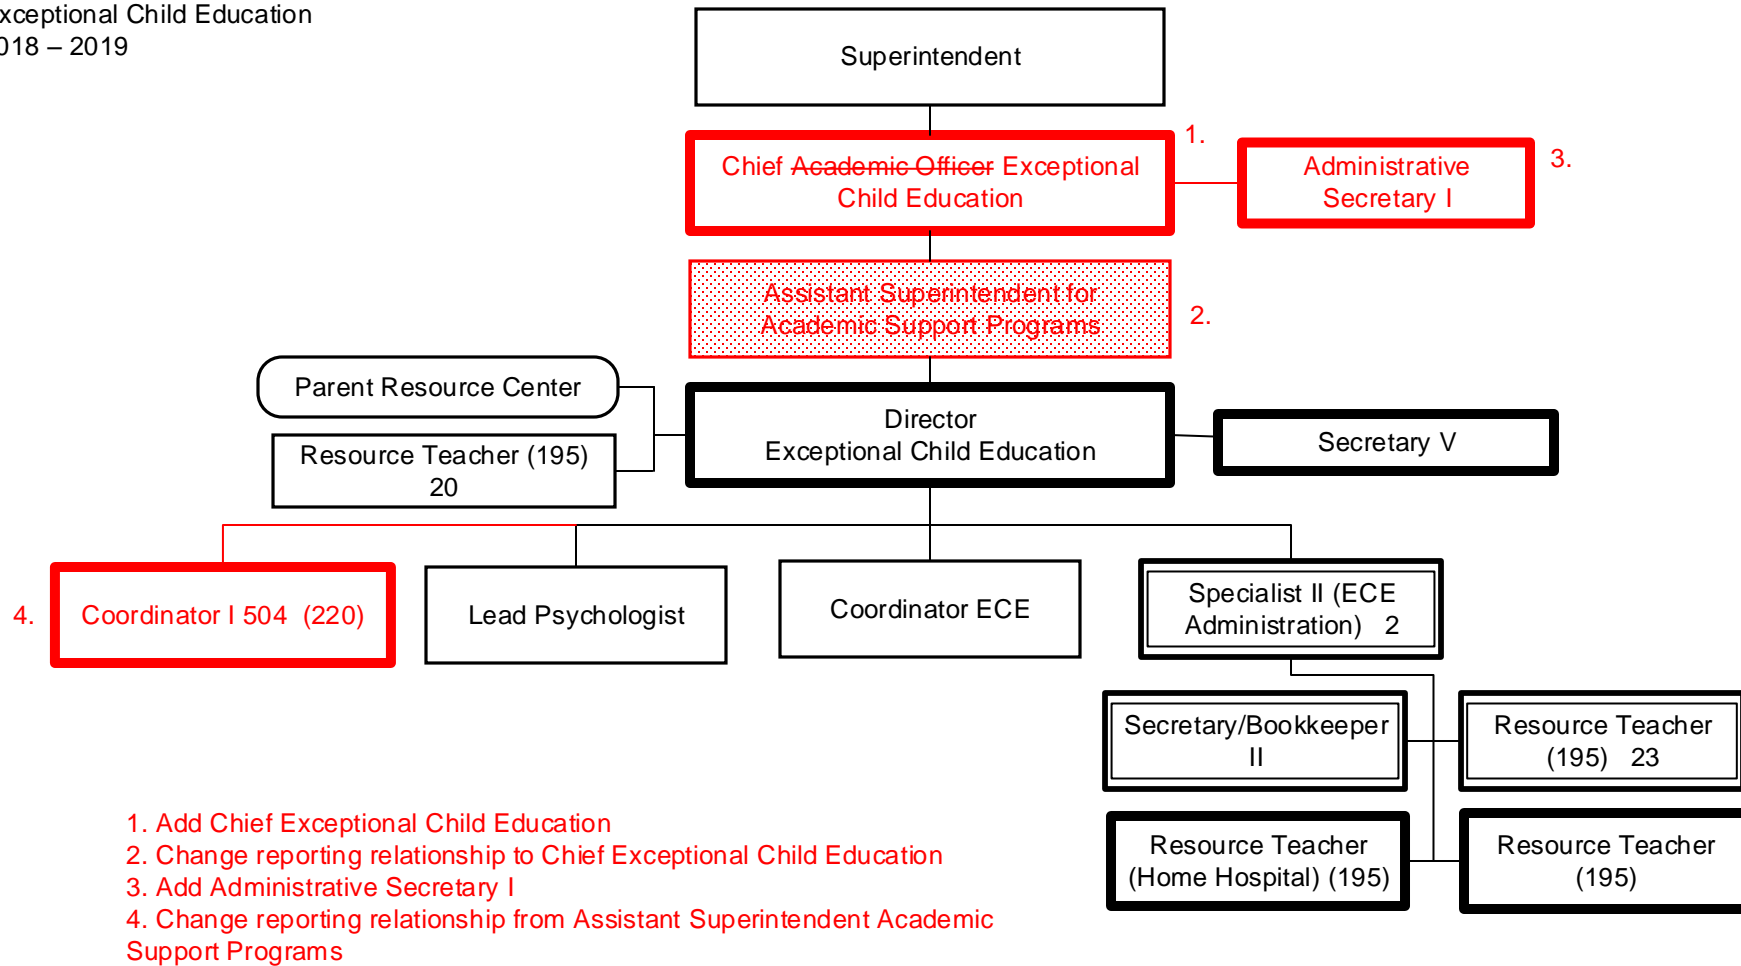 xceptional Child Education
018 – 2019
Superintendent
1.
Chief Academic Officer Exceptional
Child Education
Administrative
Secretary I
3.
Assistant Superintendent for
Academic Support Programs
2.
Parent Resource Center
Director
Exceptional Child Education
Secretary V
Resource Teacher (195)
20
4.
Coordinator I 504 (220)
Lead Psychologist
Coordinator ECE
Specialist II (ECE
Administration) 2
Secretary/Bookkeeper
II
Resource Teacher
(195) 23
Resource Teacher
(Home Hospital) (195)
Resource Teacher
(195)
1. Add Chief Exceptional Child Education
2. Change reporting relationship to Chief Exceptional Child Education
3. Add Administrative Secretary I
4. Change reporting relationship from Assistant Superintendent Academic
Support Programs